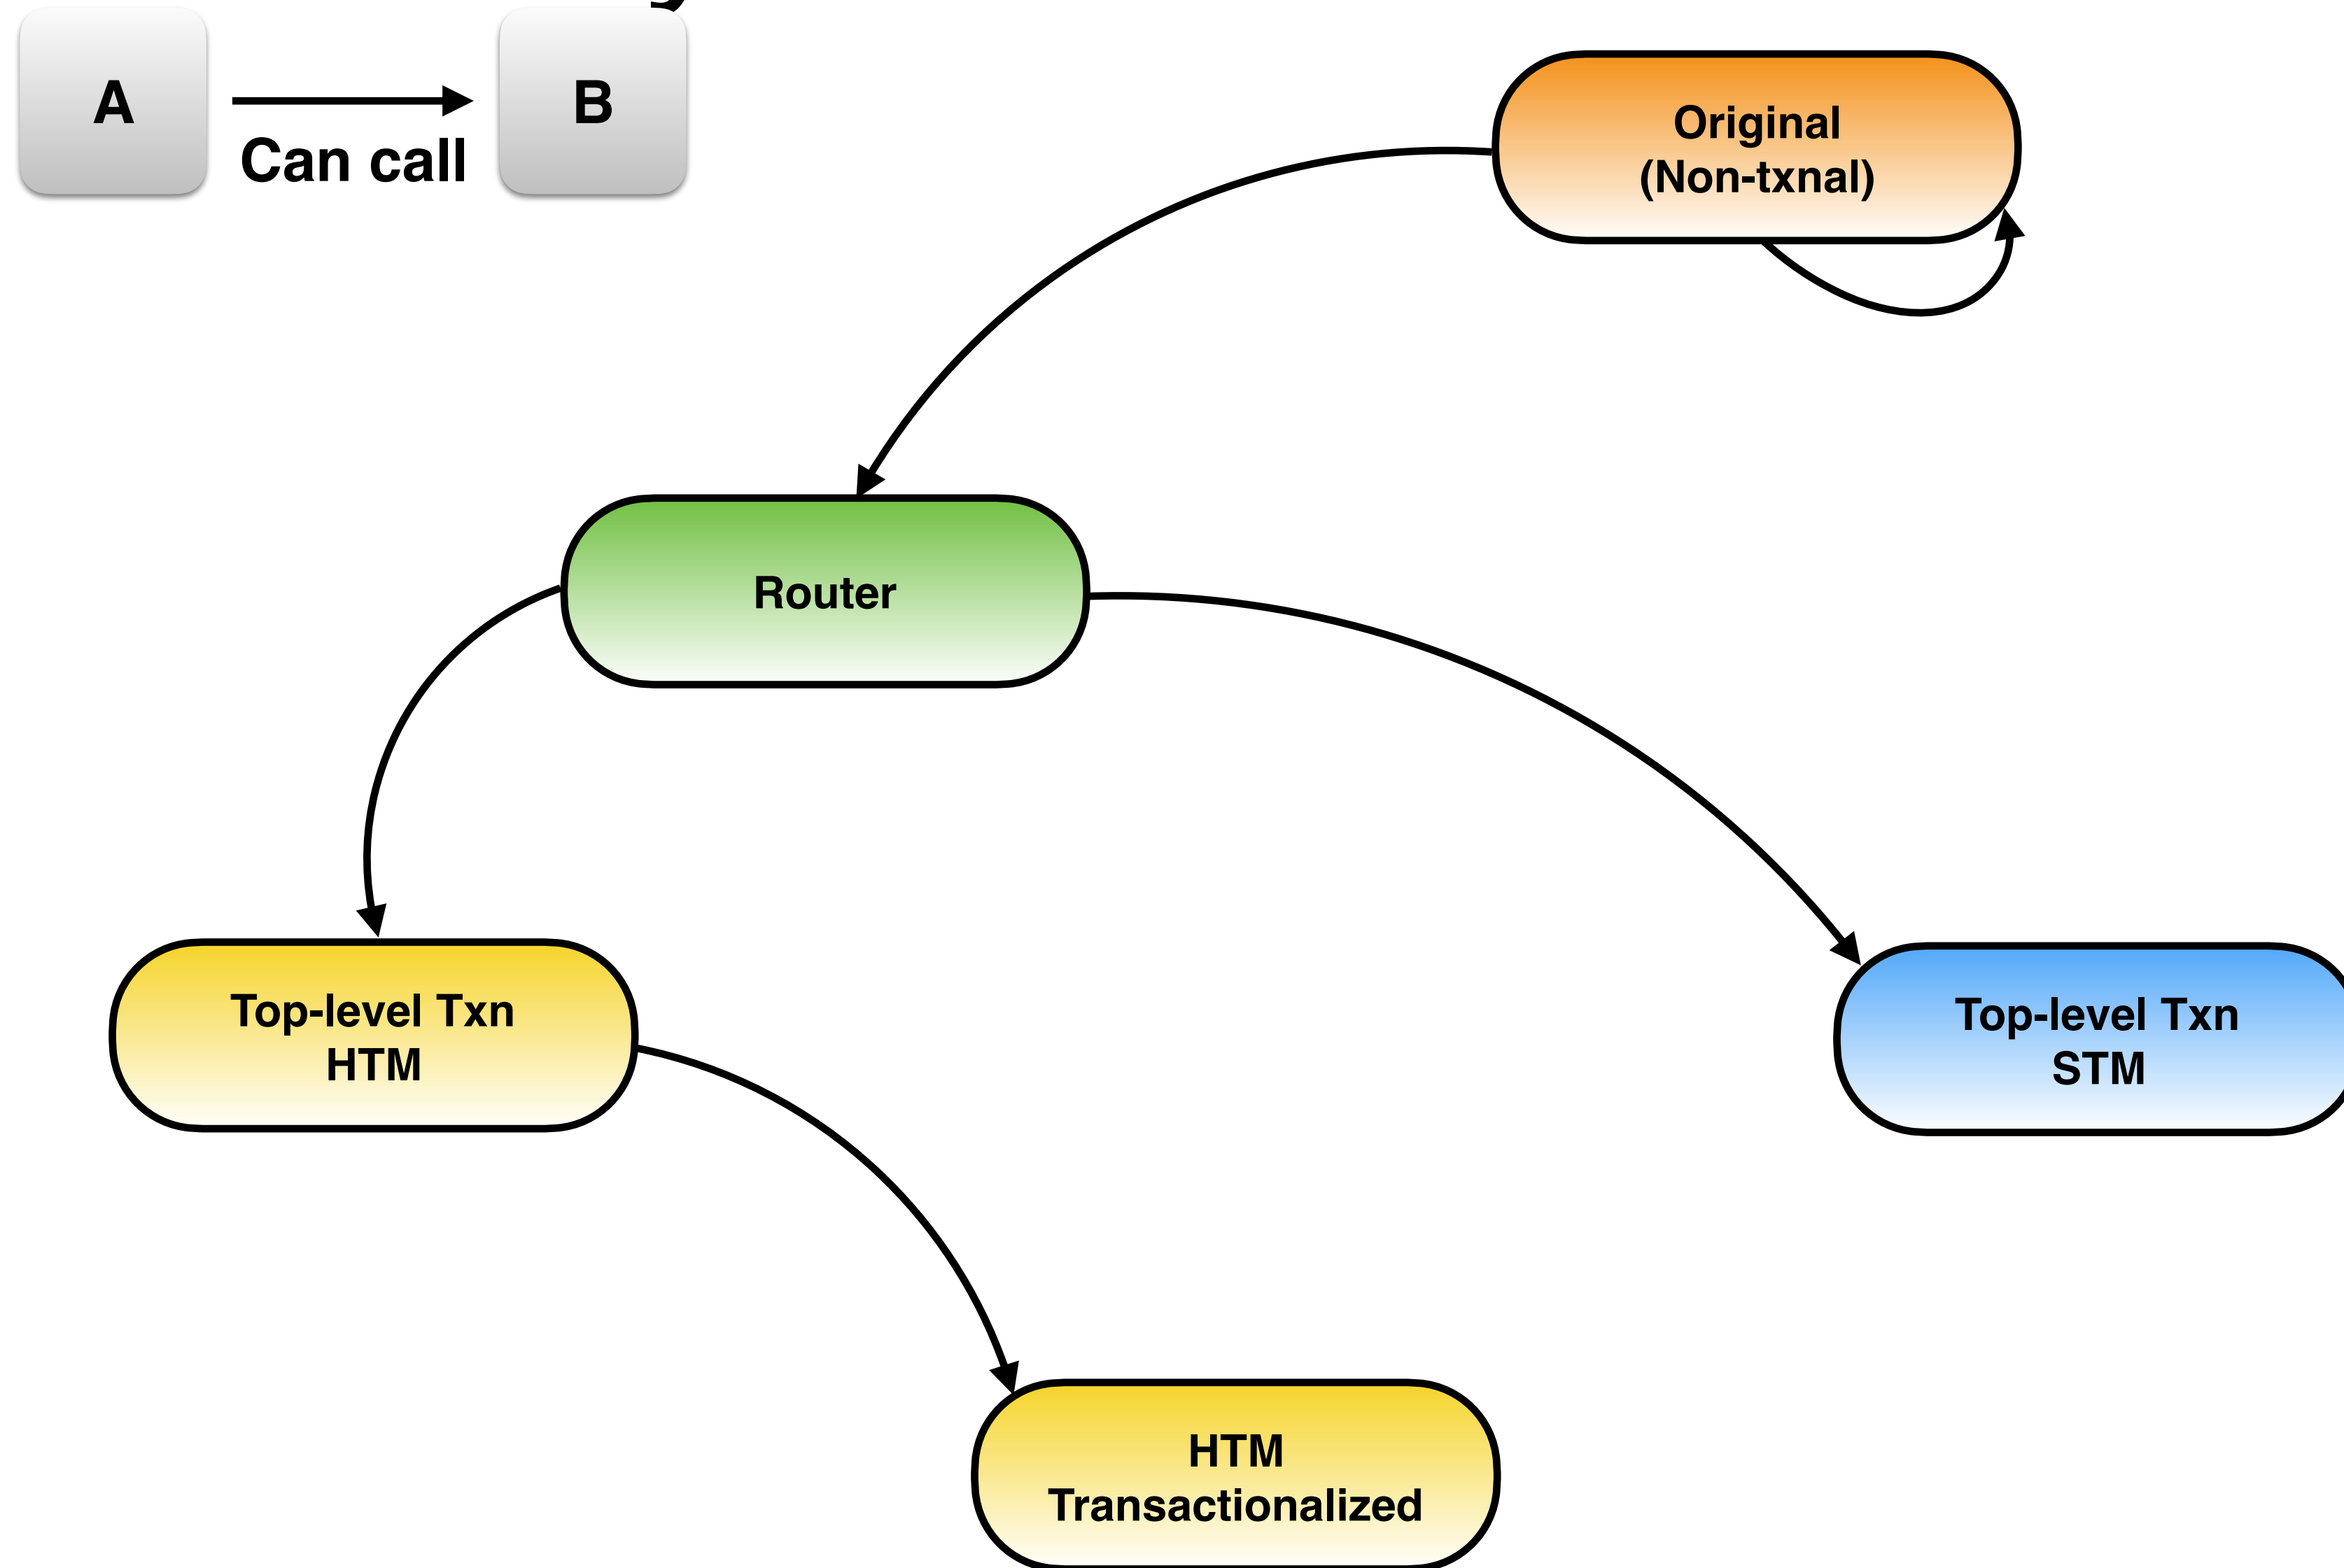 A
Can call
B
Original
(Non-txnal)
Router
Top-level Txn
HTM
Top-level Txn
STM
HTM
Transactionalized